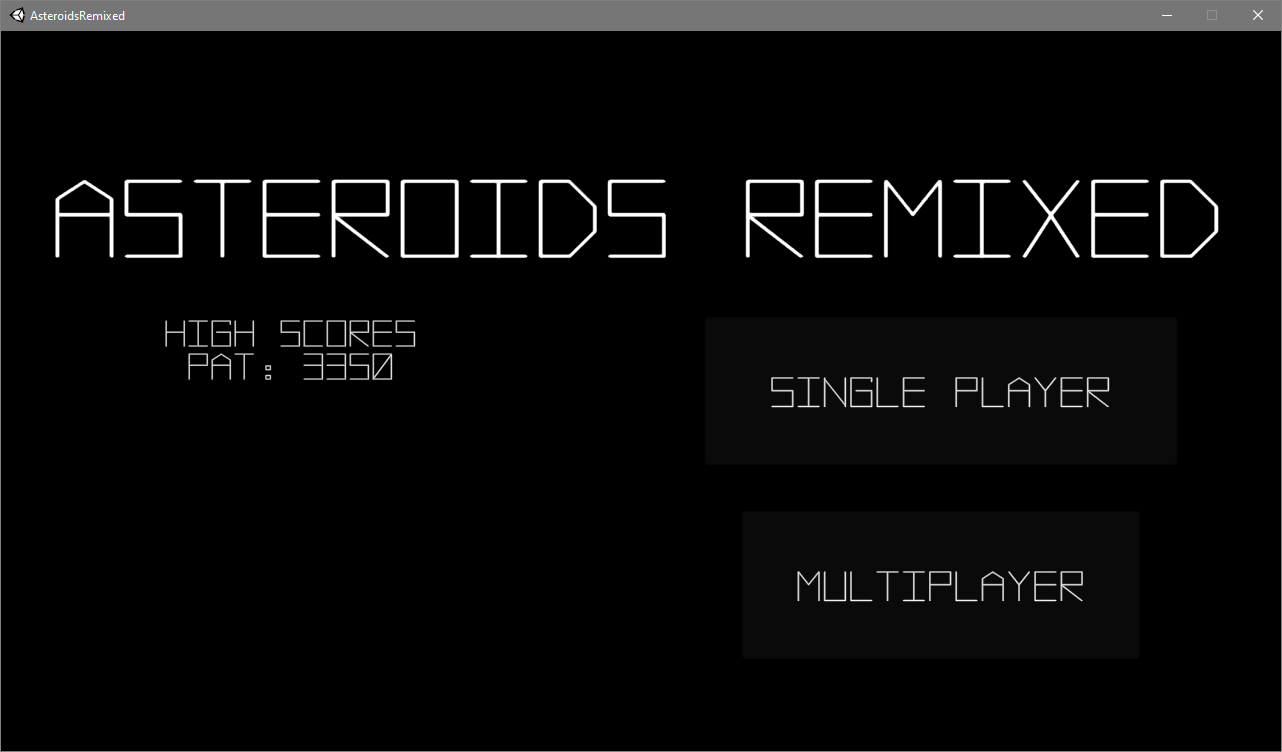 AsteroidsRemixed
ASTEROIDS REMIXED
HIGH SCORES
PAT: 3350
SINGLE PLAYER
MULTIPLAYER